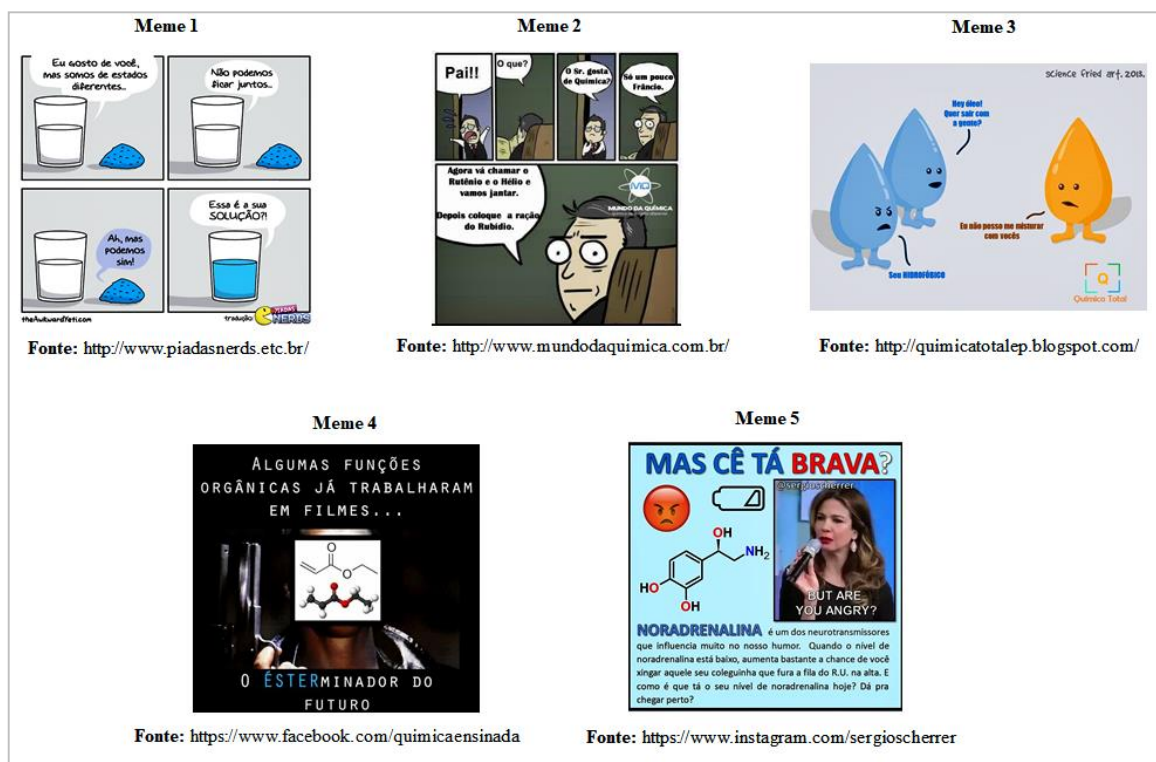 Meme 1
Eu gosto de você,
mas somos de estados
diferentes..
Não podemos
ficar juntos..
Ah, mas
podemos
sim!
Essa é a sua
SOLUÇÃO?!
theAwkwardYeti.com
tradução:
PIADAS
NERDS
Fonte: http://www.piadasnerds.etc.br/
Meme 2
Pai!!
O que?
O Sr. gosta
de Química?
Só um pouco
Frâncio.
Agora vá chamar o
Rutênio e o Hélio e
vamos jantar.
Depois coloque a ração
do Rubídio.
MQ
MUNDO DA QUÍMICA
Fonte: http://www.mundodaquimica.com.br/
Meme 3
science fried art. 2013.
Hey óleo!
Quer sair com
a gente?
Eu não posso me misturar
com vocês
Seu HIDROFÓBICO
Q
Química Total
Fonte: http://quimicatotalep.blogspot.com/
Meme 4
ALGUMAS FUNÇÕES
ORGÂNICAS JÁ TRABALHARAM
EM FILMES...
O ÉSTERMINADOR DO
FUTURO
Fonte: https://www.facebook.com/quimicaensinada
Meme 5
MAS CÊ TÁ BRAVA?
@sergioscherrer
OH
NH2
HO
OH
BUT ARE
YOU ANGRY?
NORADRENALINA é um dos neurotransmissores
que influencia muito no nosso humor. Quando o nível de
noradrenalina está baixo, aumenta bastante a chance de você
xingar aquele seu coleguinha que fura a fila do R.U. na alta. E
como é que tá o seu nível de noradrenalina hoje? Dá pra
chegar perto?
Fonte: https://www.instagram.com/sergioscherrer